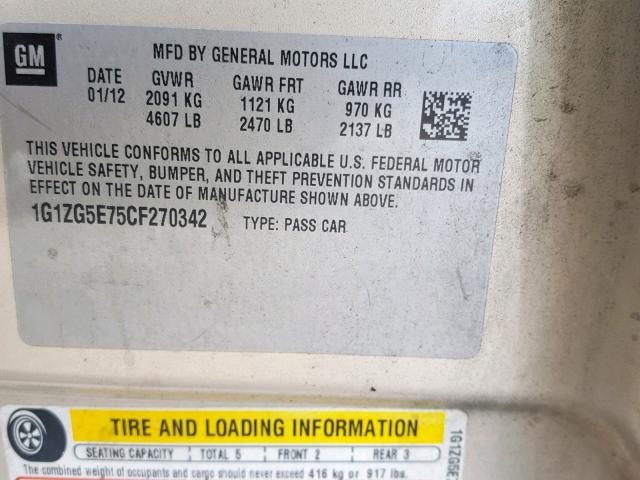 GM
MFD BY GENERAL MOTORS LLC
DATE GVWR GAWR FRT GAWR RR
01/12 2091 KG 1121 KG 970 KG
4607 LB 2470 LB 2137 LB
THIS VEHICLE CONFORMS TO ALL APPLICABLE U.S. FEDERAL MOTOR
VEHICLE SAFETY, BUMPER, AND THEFT PREVENTION STANDARDS IN
EFFECT ON THE DATE OF MANUFACTURE SHOWN ABOVE.
1G1ZG5E75CF270342 TYPE: PASS CAR
TIRE AND LOADING INFORMATION
SEATING CAPACITY TOTAL 5 FRONT 2 REAR 3
The combined weight of occupants and cargo should never exceed 416 kg or 917 lbs.
1G1ZG5E